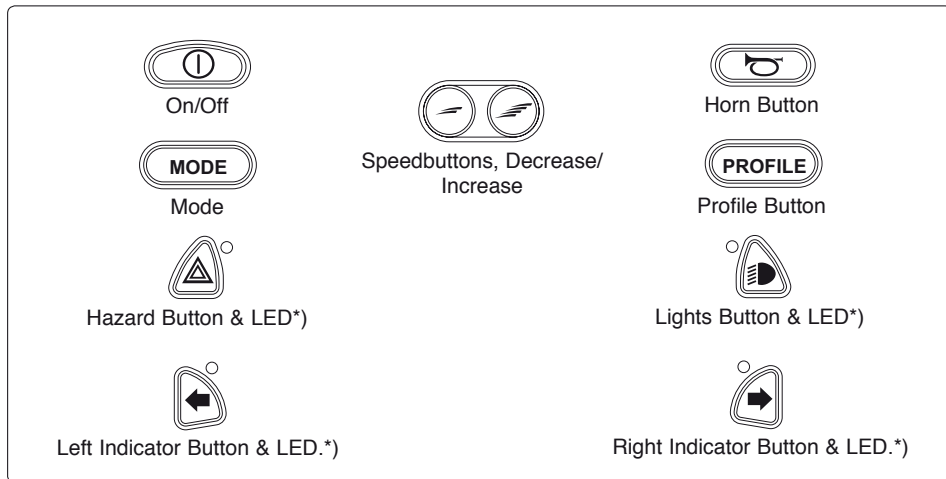 On/Off
Horn Button
Speedbuttons, Decrease/
Increase
MODE
Mode
PROFILE
Profile Button
Hazard Button & LED*)
Lights Button & LED*)
Left Indicator Button & LED.*)
Right Indicator Button & LED.*)